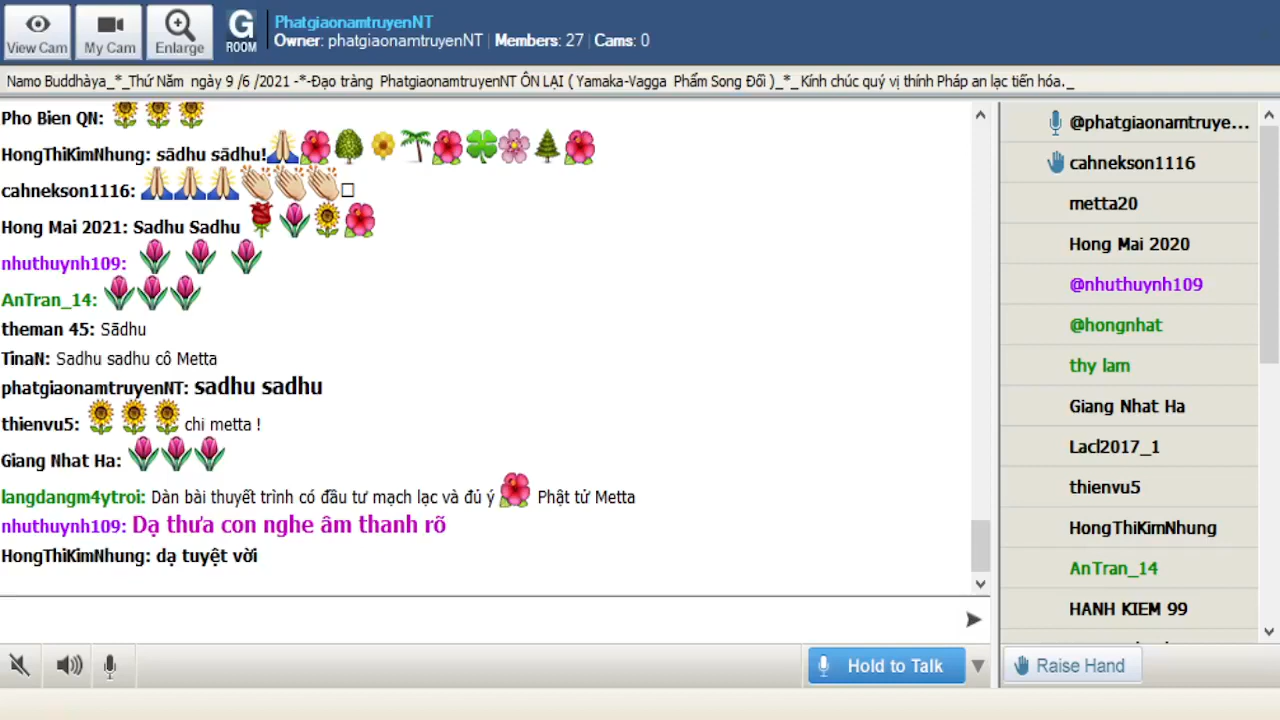 View Cam
My Cam
Enlarge
G
ROOM
PhatgiaonamtruyenNT
Owner: phatgiaonamtruyenNT | Members: 27 | Cams: 0
Namo Buddhàya_*_Thứ Năm ngày 9 /6 /2021 -*-Đạo tràng PhatgiaonamtruyenNT ÔN LẠI ( Yamaka-Vagga Phẩm Song Đối )_*_Kính chúc quý vị thính Pháp an lạc tiến hóa._
Pho Bien QN:
HongThiKimNhung: sādhu sādhu!
cahnekson1116:
Hong Mai 2021: Sadhu Sadhu
nhuthuynh109:
AnTran_14:
theman 45: Sādhu
TinaN: Sadhu sadhu cô Metta
phatgiaonamtruyenNT: sadhu sadhu
thienvu5: chi metta !
Giang Nhat Ha:
langdangm4ytroi: Dàn bài thuyết trình có đầu tư mạch lạc và đủ ý Phật tử Metta
nhuthuynh109: Dạ thưa con nghe âm thanh rõ
HongThiKimNhung: dạ tuyệt vời
@phatgiaonamtruye...
cahnekson1116
metta20
Hong Mai 2020
@nhuthuynh109
@hongnhat
thy lam
Giang Nhat Ha
Lacl2017_1
thienvu5
HongThiKimNhung
AnTran_14
HANH KIEM 99
Hold to Talk
Raise Hand